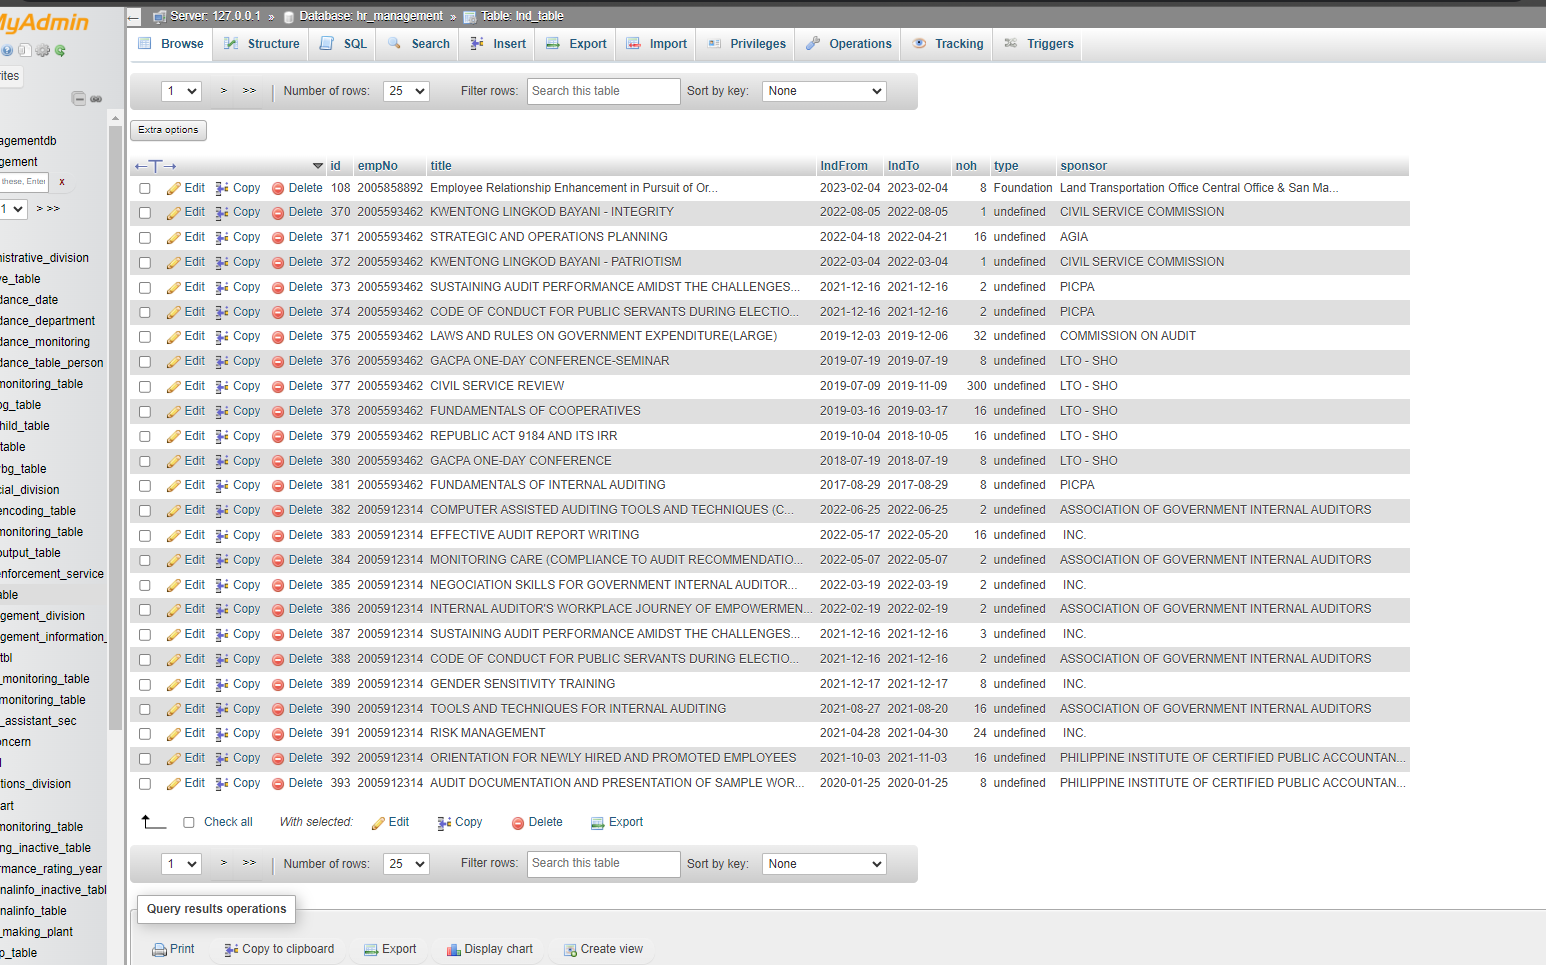 MyAdmin
Server: 127.0.0.1 » Database: hr_management » Table: lnd_table
Browse Structure SQL Search Insert Export Import Privileges Operations Tracking Triggers
1 > >> Number of rows: 25 Filter rows: Search this table Sort by key: None
Extra options
id empNo title lndFrom lndTo noh type sponsor
Edit Copy Delete 108 2005858892 Employee Relationship Enhancement in Pursuit of Or... 2023-02-04 2023-02-04 8 Foundation Land Transportation Office Central Office & San Ma...
Edit Copy Delete 370 2005593462 KWENTONG LINGKOD BAYANI - INTEGRITY 2022-08-05 2022-08-05 1 undefined CIVIL SERVICE COMMISSION
Edit Copy Delete 371 2005593462 STRATEGIC AND OPERATIONS PLANNING 2022-04-18 2022-04-21 16 undefined AGIA
Edit Copy Delete 372 2005593462 KWENTONG LINGKOD BAYANI - PATRIOTISM 2022-03-04 2022-03-04 1 undefined CIVIL SERVICE COMMISSION
Edit Copy Delete 373 2005593462 SUSTAINING AUDIT PERFORMANCE AMIDST THE CHALLENGES... 2021-12-16 2021-12-16 2 undefined PICPA
Edit Copy Delete 374 2005593462 CODE OF CONDUCT FOR PUBLIC SERVANTS DURING ELECTIO... 2021-12-16 2021-12-16 2 undefined PICPA
Edit Copy Delete 375 2005593462 LAWS AND RULES ON GOVERNMENT EXPENDITURE(LARGE) 2019-12-03 2019-12-06 32 undefined COMMISSION ON AUDIT
Edit Copy Delete 376 2005593462 GACPA ONE-DAY CONFERENCE-SEMINAR 2019-07-19 2019-07-19 8 undefined LTO - SHO
Edit Copy Delete 377 2005593462 CIVIL SERVICE REVIEW 2019-07-09 2019-11-09 300 undefined LTO - SHO
Edit Copy Delete 378 2005593462 FUNDAMENTALS OF COOPERATIVES 2019-03-16 2019-03-17 16 undefined LTO - SHO
Edit Copy Delete 379 2005593462 REPUBLIC ACT 9184 AND ITS IRR 2019-10-04 2018-10-05 16 undefined LTO - SHO
Edit Copy Delete 380 2005593462 GACPA ONE-DAY CONFERENCE 2018-07-19 2018-07-19 8 undefined LTO - SHO
Edit Copy Delete 381 2005593462 FUNDAMENTALS OF INTERNAL AUDITING 2017-08-29 2017-08-29 8 undefined PICPA
Edit Copy Delete 382 2005912314 COMPUTER ASSISTED AUDITING TOOLS AND TECHNIQUES (C... 2022-06-25 2022-06-25 2 undefined ASSOCIATION OF GOVERNMENT INTERNAL AUDITORS
Edit Copy Delete 383 2005912314 EFFECTIVE AUDIT REPORT WRITING 2022-05-17 2022-05-20 16 undefined INC.
Edit Copy Delete 384 2005912314 MONITORING CARE (COMPLIANCE TO AUDIT RECOMMENDATIO... 2022-05-07 2022-05-07 2 undefined ASSOCIATION OF GOVERNMENT INTERNAL AUDITORS
Edit Copy Delete 385 2005912314 NEGOCIATION SKILLS FOR GOVERNMENT INTERNAL AUDITOR... 2022-03-19 2022-03-19 2 undefined INC.
Edit Copy Delete 386 2005912314 INTERNAL AUDITOR'S WORKPLACE JOURNEY OF EMPOWERMEN... 2022-02-19 2022-02-19 2 undefined ASSOCIATION OF GOVERNMENT INTERNAL AUDITORS
Edit Copy Delete 387 2005912314 SUSTAINING AUDIT PERFORMANCE AMIDST THE CHALLENGES... 2021-12-16 2021-12-16 3 undefined INC.
Edit Copy Delete 388 2005912314 CODE OF CONDUCT FOR PUBLIC SERVANTS DURING ELECTIO... 2021-12-16 2021-12-16 2 undefined ASSOCIATION OF GOVERNMENT INTERNAL AUDITORS
Edit Copy Delete 389 2005912314 GENDER SENSITIVITY TRAINING 2021-12-17 2021-12-17 8 undefined INC.
Edit Copy Delete 390 2005912314 TOOLS AND TECHNIQUES FOR INTERNAL AUDITING 2021-08-27 2021-08-20 16 undefined ASSOCIATION OF GOVERNMENT INTERNAL AUDITORS
Edit Copy Delete 391 2005912314 RISK MANAGEMENT 2021-04-28 2021-04-30 24 undefined INC.
Edit Copy Delete 392 2005912314 ORIENTATION FOR NEWLY HIRED AND PROMOTED EMPLOYEES 2021-10-03 2021-11-03 16 undefined PHILIPPINE INSTITUTE OF CERTIFIED PUBLIC ACCOUNTAN...
Edit Copy Delete 393 2005912314 AUDIT DOCUMENTATION AND PRESENTATION OF SAMPLE WOR... 2020-01-25 2020-01-25 8 undefined PHILIPPINE INSTITUTE OF CERTIFIED PUBLIC ACCOUNTAN...
Check all With selected: Edit Copy Delete Export
1 > >> Number of rows: 25 Filter rows: Search this table Sort by key: None
Query results operations
Print Copy to clipboard Export Display chart Create view
rites
agementdb
gement
these, Enter x
1 > >>
nistrative_division
ve_table
dance_date
dance_department
dance_monitoring
dance_table_person
monitoring_table
bg_table
child_table
table
bg_table
cial_division
encoding_table
monitoring_table
output_table
enforcement_service
able
gement_division
gement_information_
tbl
_monitoring_table
monitoring_table
_assistant_sec
oncern
l
tions_division
art
monitoring_table
ng_inactive_table
rmance_rating_year
nalinfo_inactive_tabl
nalinfo_table
_making_plant
p_table